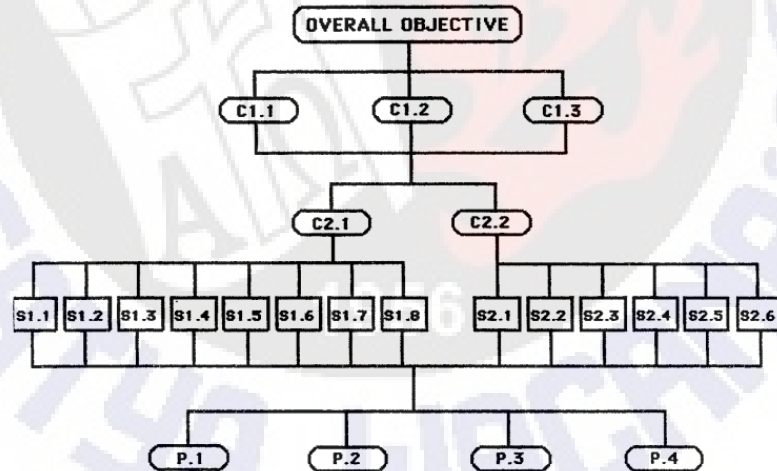 OVERALL OBJECTIVE
C1.1 C1.2 C1.3
C2.1 C2.2
S1.1 S1.2 S1.3 S1.4 S1.5 S1.6 S1.7 S1.8 S2.1 S2.2 S2.3 S2.4 S2.5 S2.6
P.1 P.2 P.3 P.4